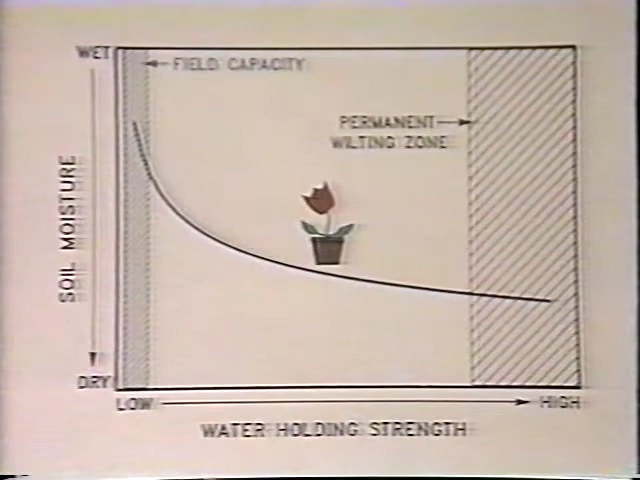 WET
FIELD CAPACITY
PERMANENT
WILTING ZONE
SOIL MOISTURE
DRY
LOW
HIGH
WATER HOLDING STRENGTH